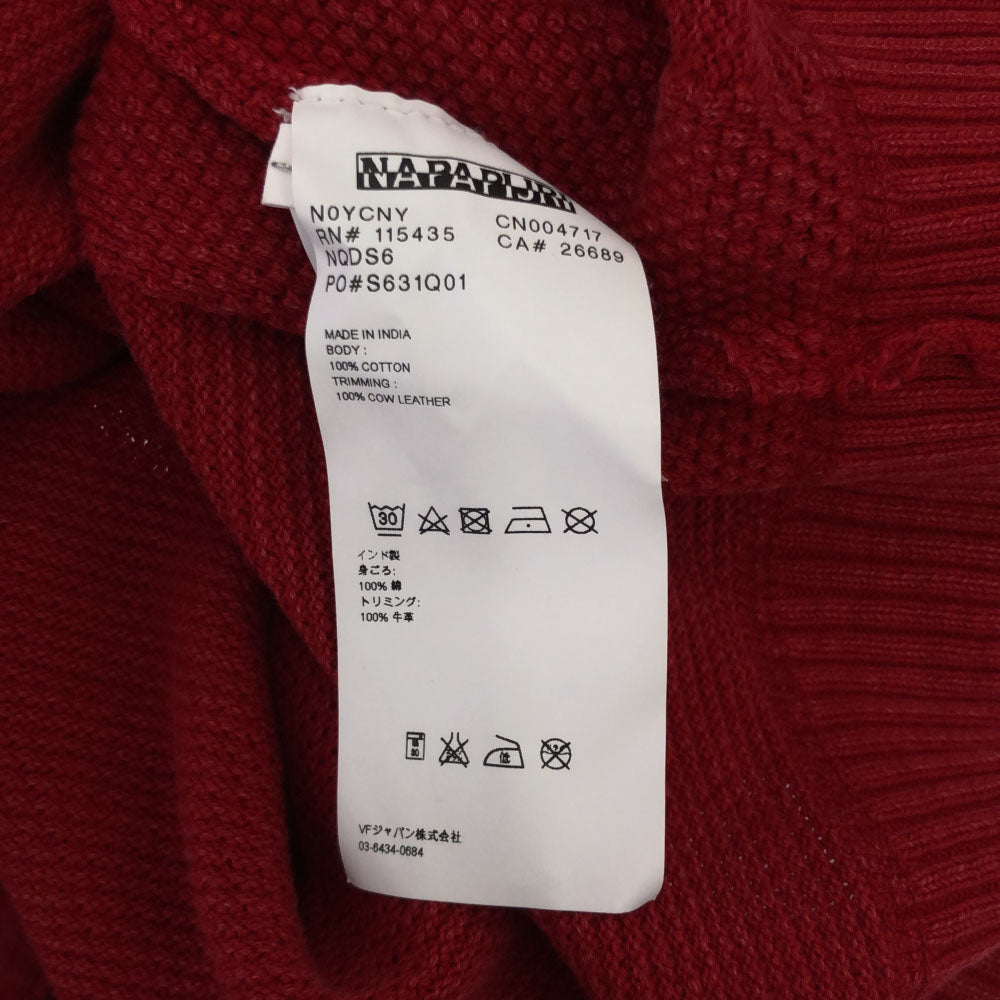 NAPAPIJRI
N0YCNY CN004717
RN# 115435 CA# 26689
NQDS6
PO#S631Q01
MADE IN INDIA
BODY :
100% COTTON
TRIMMING :
100% COW LEATHER
30
インド製
身ごろ:
100% 綿
トリミング:
100% 牛革
低
VFジャパン株式会社
03-6434-0684